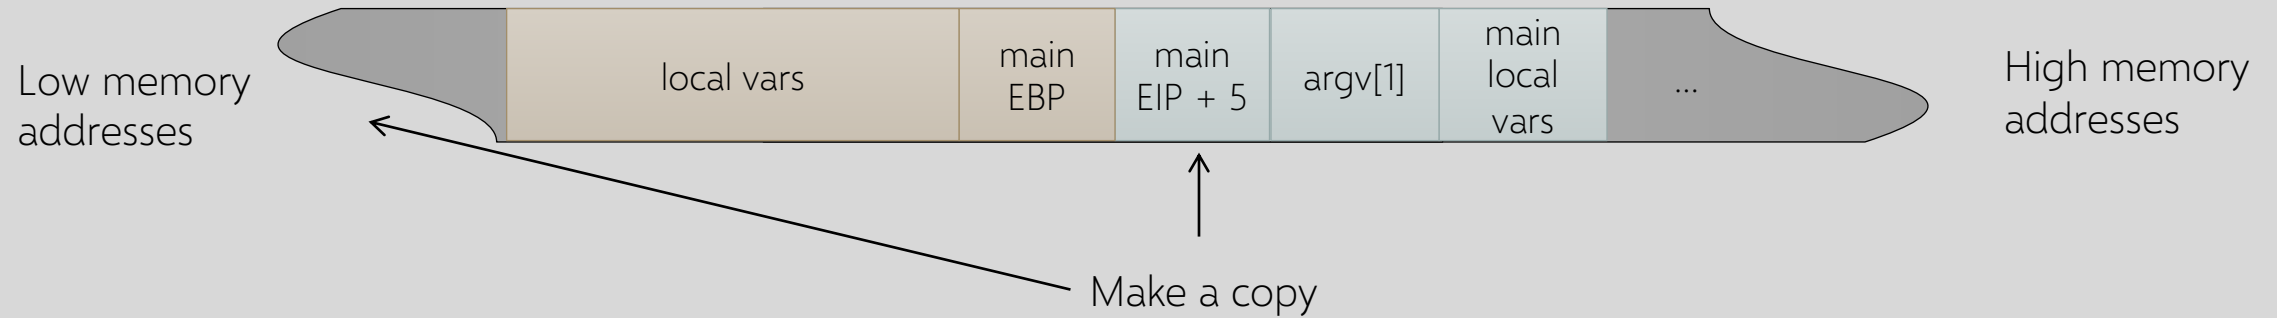 Low memory
addresses
local vars
main
EBP
main
EIP + 5
argv[1]
main
local
vars
...
High memory
addresses
Make a copy